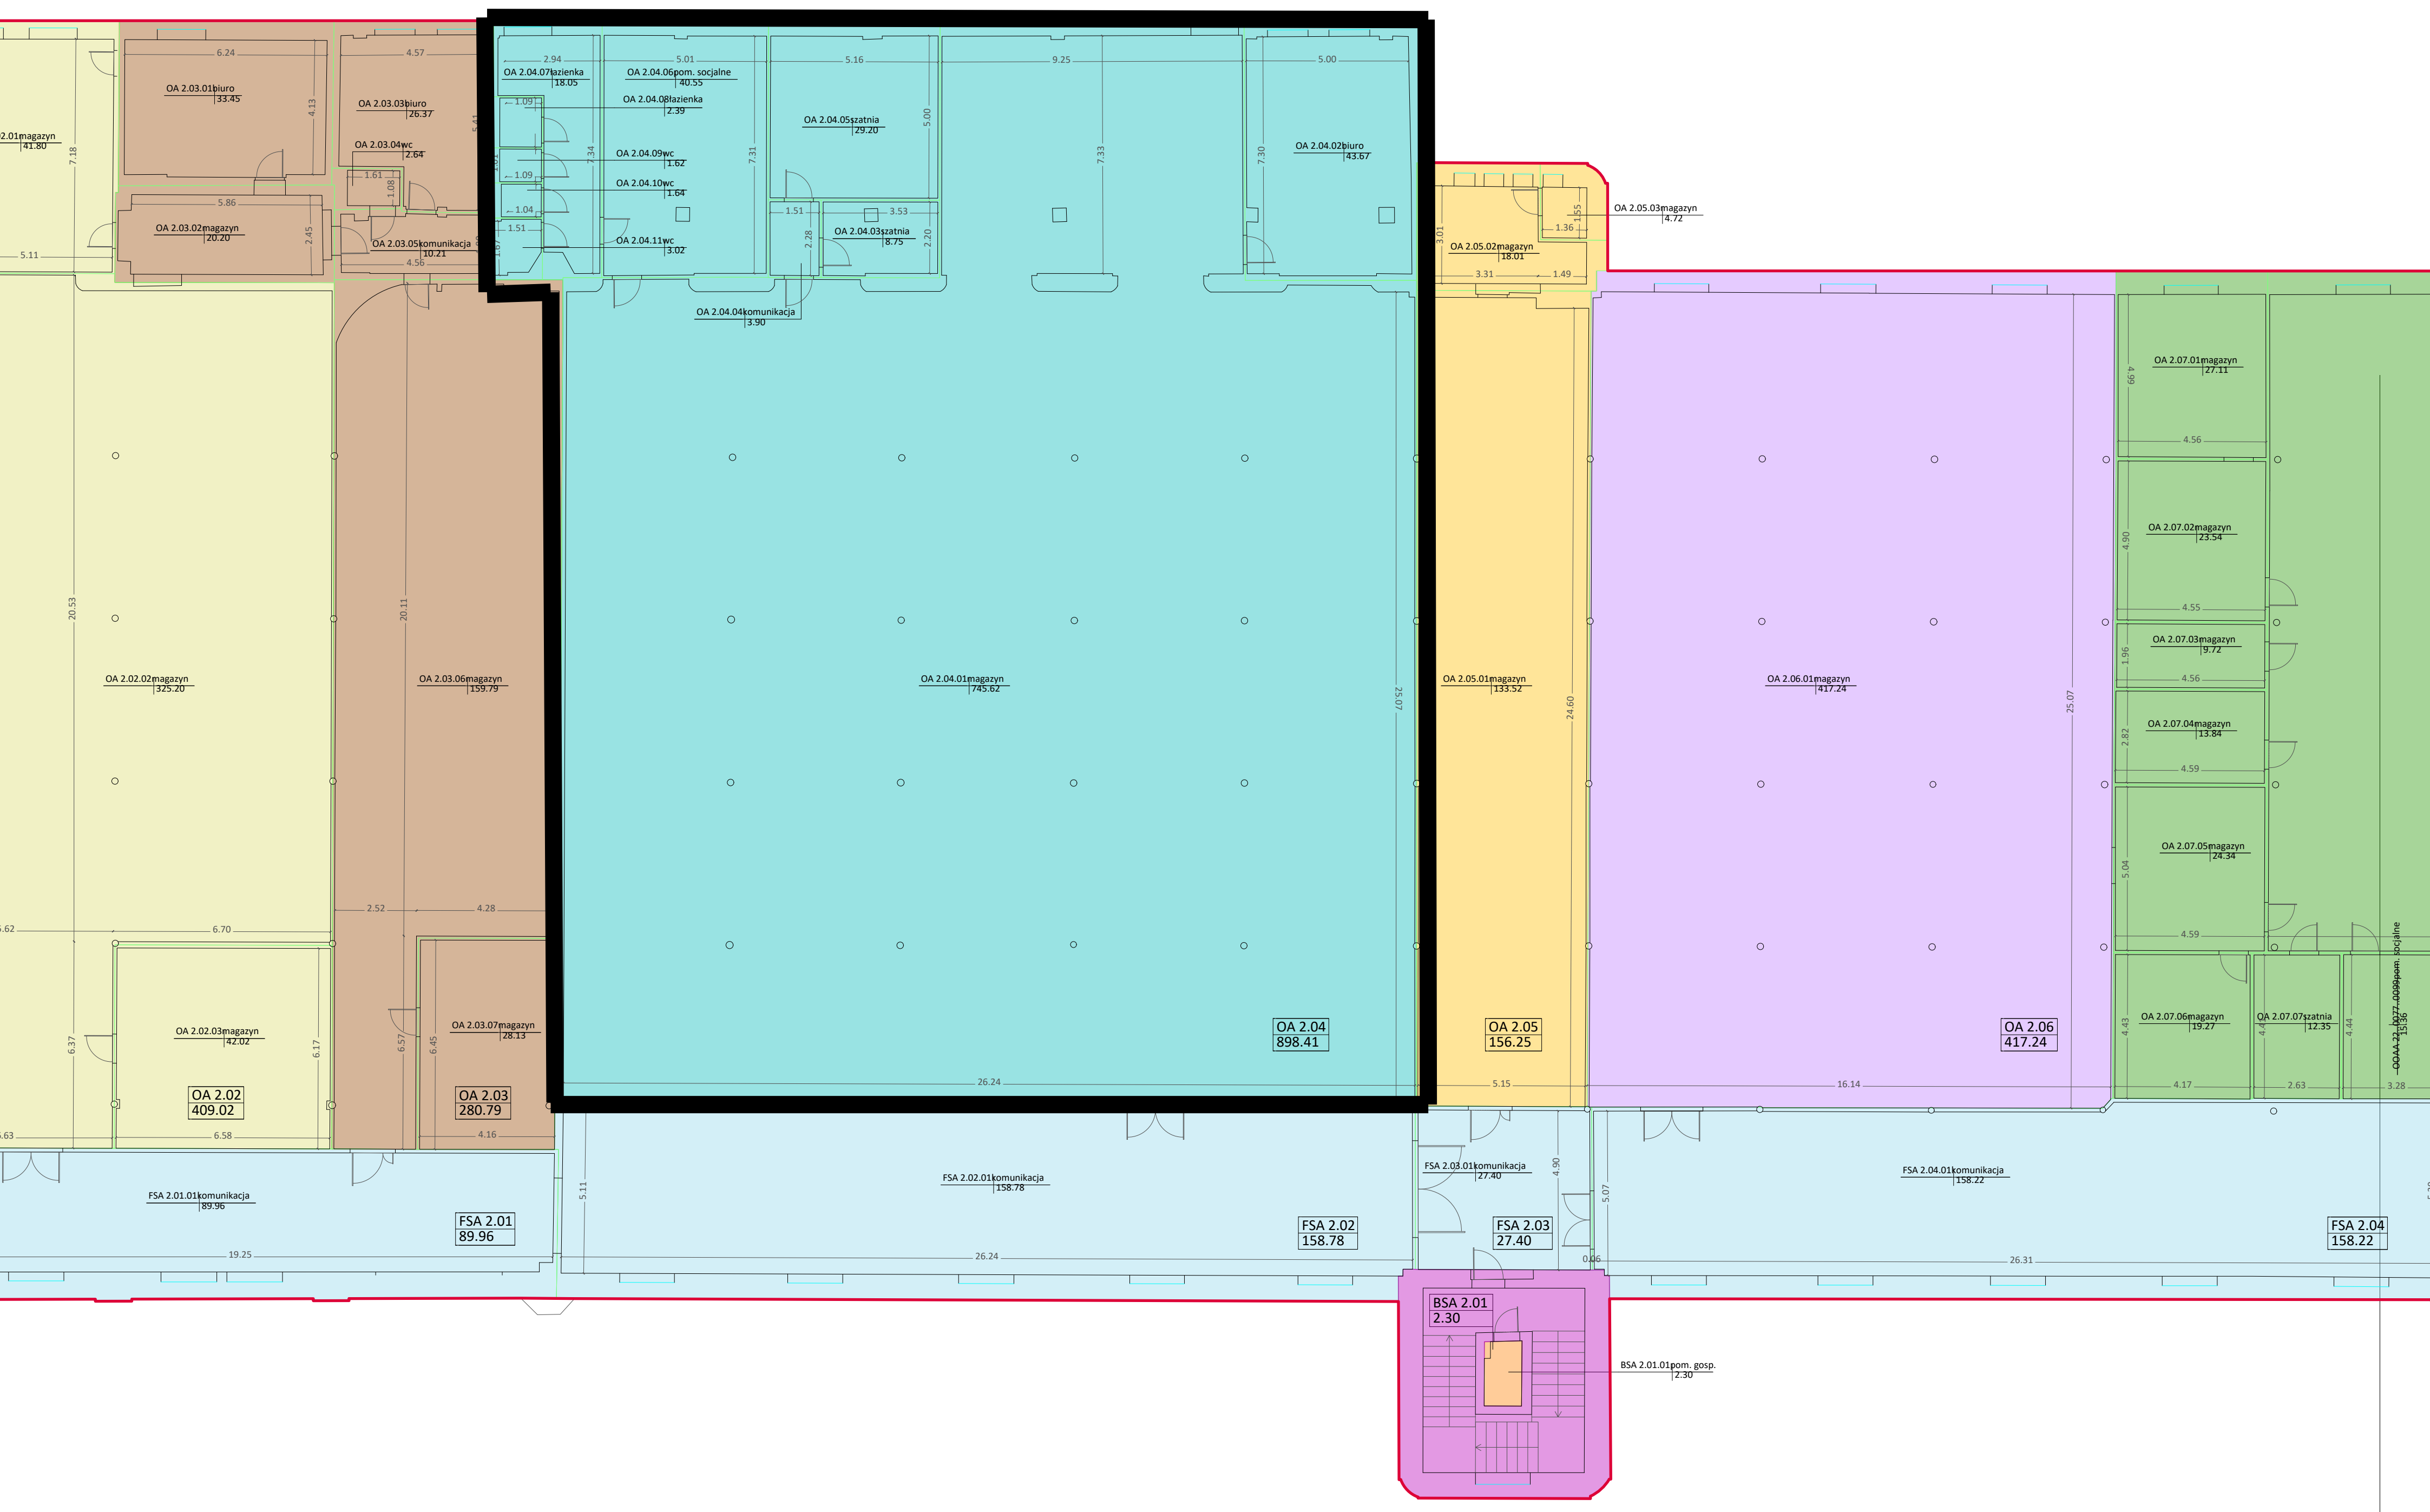 6.24
4.57
2.94
5.01
5.16
9.25
5.00
OA 2.03.01biuro
33.45
4.13
OA 2.03.03biuro
26.37
5.41
OA 2.04.07łazienka
18.05
OA 2.04.06pom. socjalne
40.55
1.09
OA 2.04.08łazienka
2.39
OA 2.04.05szatnia
29.20
5.00
2.01magazyn
41.80
7.18
OA 2.03.04wc
2.64
7.34
OA 2.04.09wc
1.62
7.31
7.33
7.30
OA 2.04.02biuro
43.67
1.61
1.08
1.09
OA 2.04.10wc
1.64
5.86
1.04
1.51
3.53
OA 2.05.03magazyn
4.72
1.55
1.36
OA 2.03.02magazyn
20.20
2.45
OA 2.03.05komunikacja
10.21
4.56
1.51
1.67
OA 2.04.11wc
3.02
2.28
OA 2.04.03szatnia
8.75
2.20
3.01
OA 2.05.02magazyn
18.01
3.31
1.49
5.11
OA 2.04.04komunikacja
3.90
OA 2.07.01magazyn
27.11
4.99
4.56
OA 2.07.02magazyn
23.54
4.90
4.55
20.53
20.11
OA 2.07.03magazyn
9.72
1.96
4.56
OA 2.02.02magazyn
325.20
OA 2.03.06magazyn
159.79
OA 2.04.01magazyn
745.62
25.07
OA 2.05.01magazyn
133.52
24.60
OA 2.06.01magazyn
417.24
25.07
OA 2.07.04magazyn
13.84
2.82
4.59
OA 2.07.05magazyn
24.34
5.04
4.59
2.52
4.28
5.62
6.70
OA 2.02.03magazyn
42.02
6.37
6.17
6.57
6.45
OA 2.03.07magazyn
28.13
OA 2.04
898.41
OA 2.05
156.25
OA 2.06
417.24
4.43
OA 2.07.06magazyn
19.27
OA 2.07.07szatnia
12.35
4.44
15.36
OA 2.02
409.02
OA 2.03
280.79
26.24
5.15
16.14
4.17
2.63
3.28
5.63
6.58
4.16
FSA 2.01.01komunikacja
89.96
5.11
FSA 2.02.01komunikacja
158.78
FSA 2.03.01komunikacja
27.40
4.90
5.07
FSA 2.04.01komunikacja
158.22
FSA 2.01
89.96
FSA 2.02
158.78
FSA 2.03
27.40
FSA 2.04
158.22
19.25
26.24
0.06
26.31
BSA 2.01
2.30
BSA 2.01.01pom. gosp.
2.30